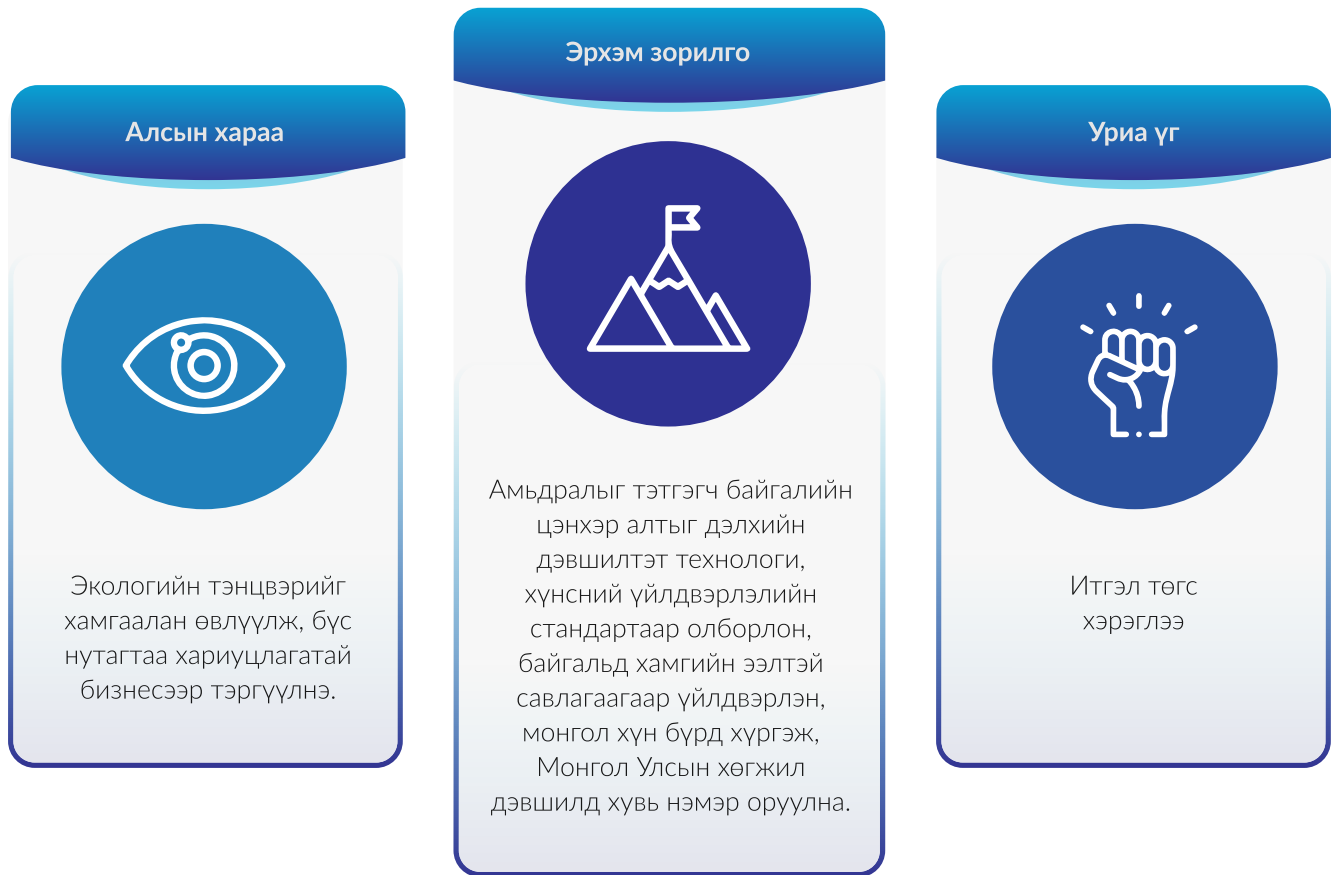 Алсын хараа
Экологийн тэнцвэрийг
хамгаалан өвлүүлж, бүс
нутагтаа хариуцлагатай
бизнесээр тэргүүлнэ.
Эрхэм зорилго
Амьдралыг тэтгэгч байгалийн
цэнхэр алтыг дэлхийн
дэвшилтэт технологи,
хүнсний үйлдвэрлэлийн
стандартаар олборлон,
байгальд хамгийн ээлтэй
савлагаагаар үйлдвэрлэн,
монгол хүн бүрд хүргэж,
Монгол Улсын хөгжил
дэвшилд хувь нэмэр оруулна.
Уриа үг
Итгэл төгс
хэрэглээ